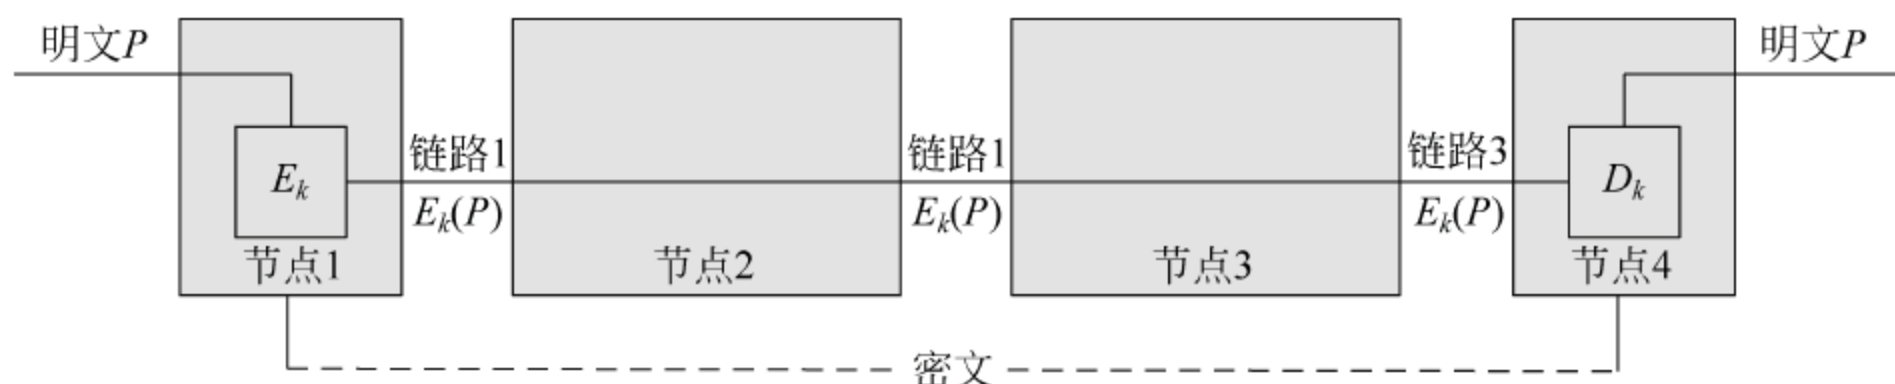 明文P
明文P
链路1
链路1
链路3
Ek
Dk
Ek(P)
Ek(P)
Ek(P)
节点1
节点2
节点3
节点4
密文